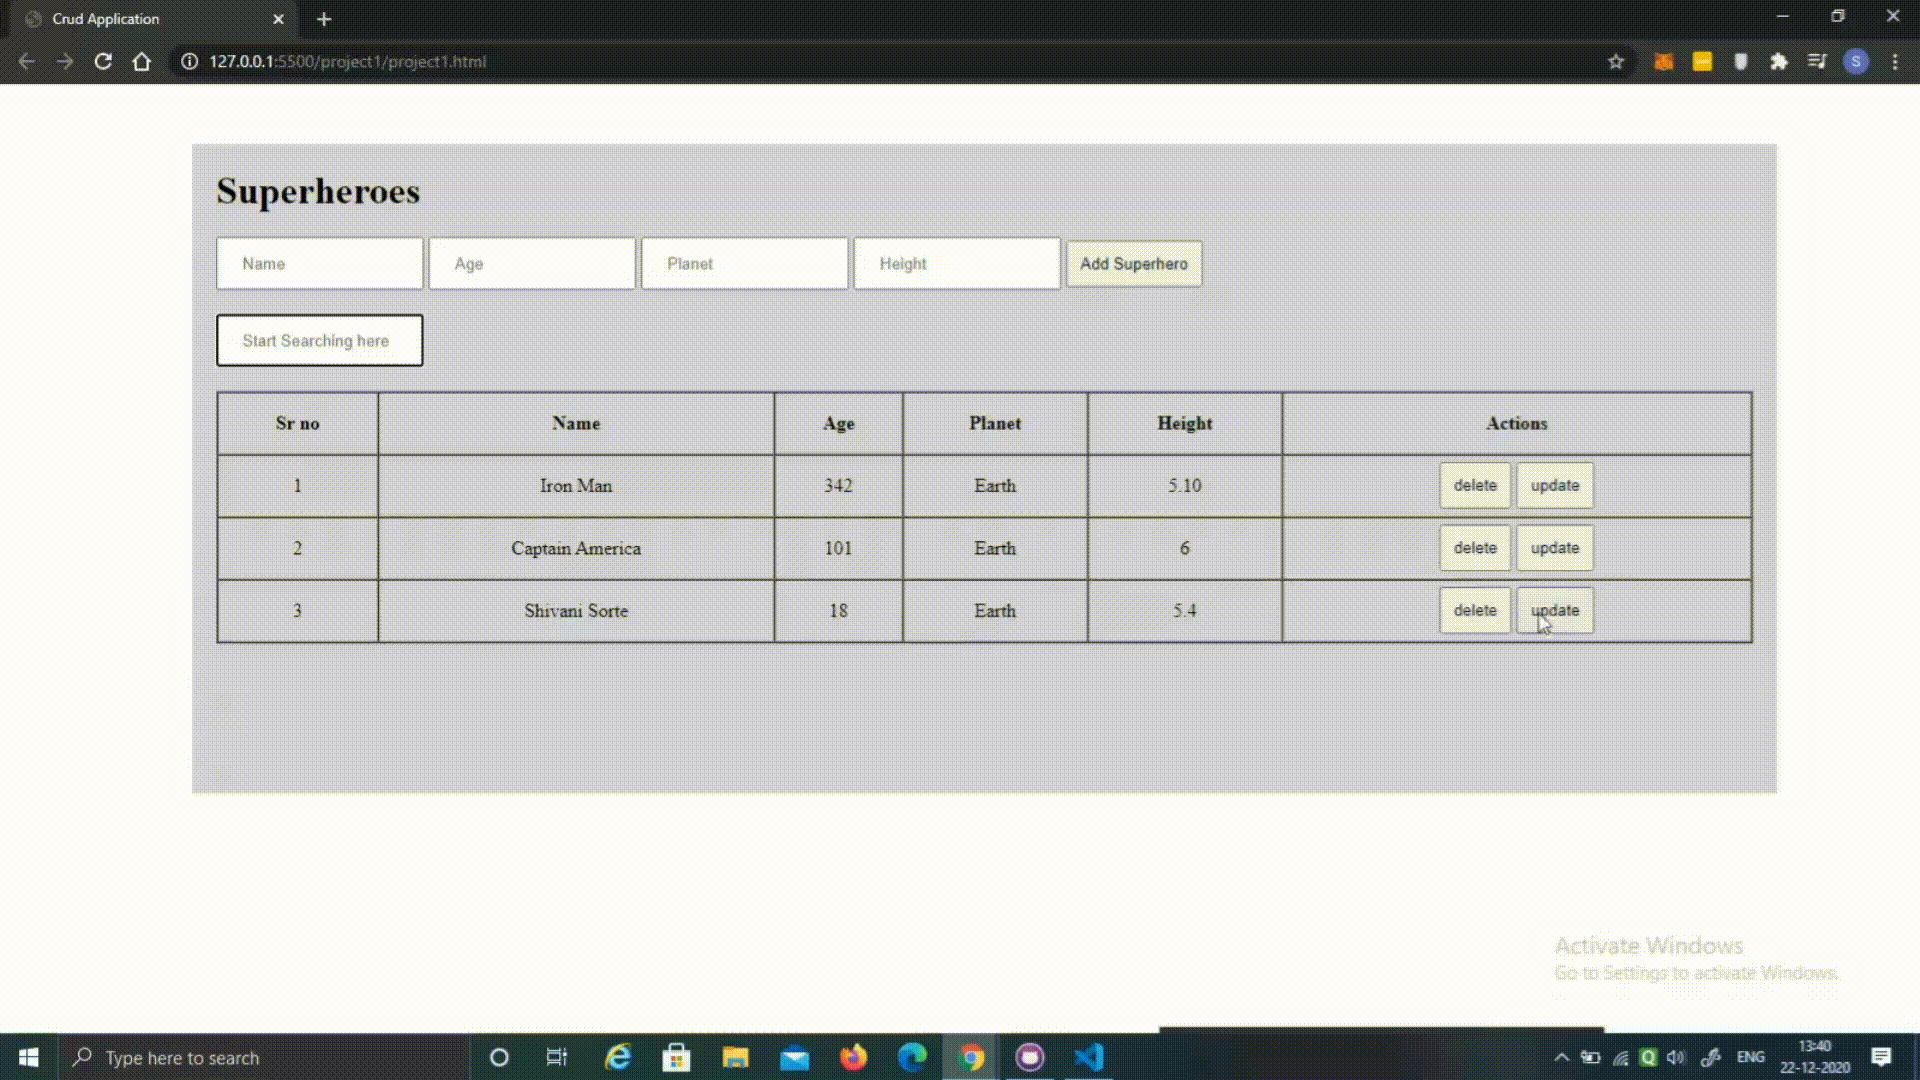 Crud Application
127.0.0.1:5500/project1/project1.html
S
Superheroes
Name Age Planet Height Add Superhero
Start Searching here
Sr no Name Age Planet Height Actions
1 Iron Man 342 Earth 5.10 delete update
2 Captain America 101 Earth 6 delete update
3 Shivani Sorte 18 Earth 5.4 delete update
Activate Windows
Go to Settings to activate Windows.
Type here to search
Q
ENG
13:40
22-12-2020